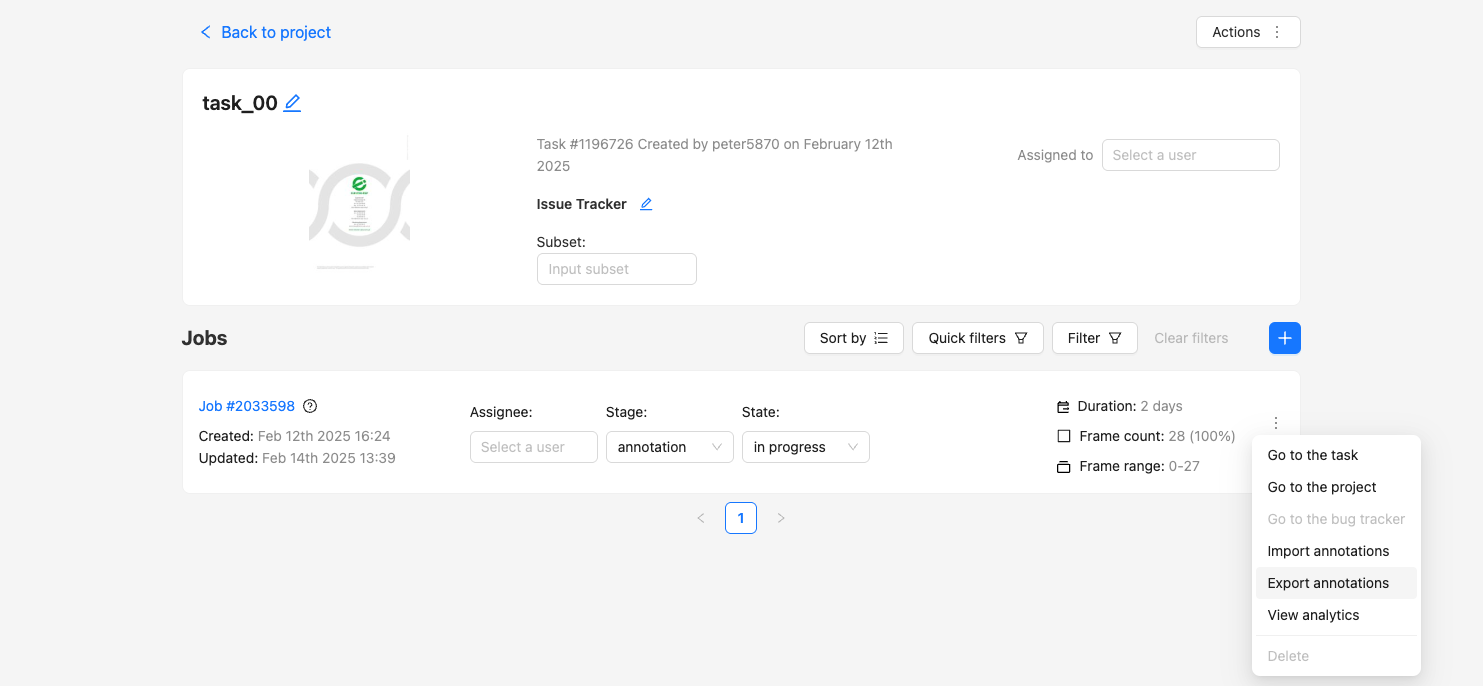 Back to project
Actions
task_00
Task #1196726 Created by peter5870 on February 12th
2025
Assigned to
Select a user
Issue Tracker
Subset:
Input subset
Jobs
Sort by
Quick filters
Filter
Clear filters
Job #2033598
Created: Feb 12th 2025 16:24
Updated: Feb 14th 2025 13:39
Assignee:
Select a user
Stage:
annotation
State:
in progress
Duration: 2 days
Frame count: 28 (100%)
Frame range: 0-27
1
Go to the task
Go to the project
Go to the bug tracker
Import annotations
Export annotations
View analytics
Delete